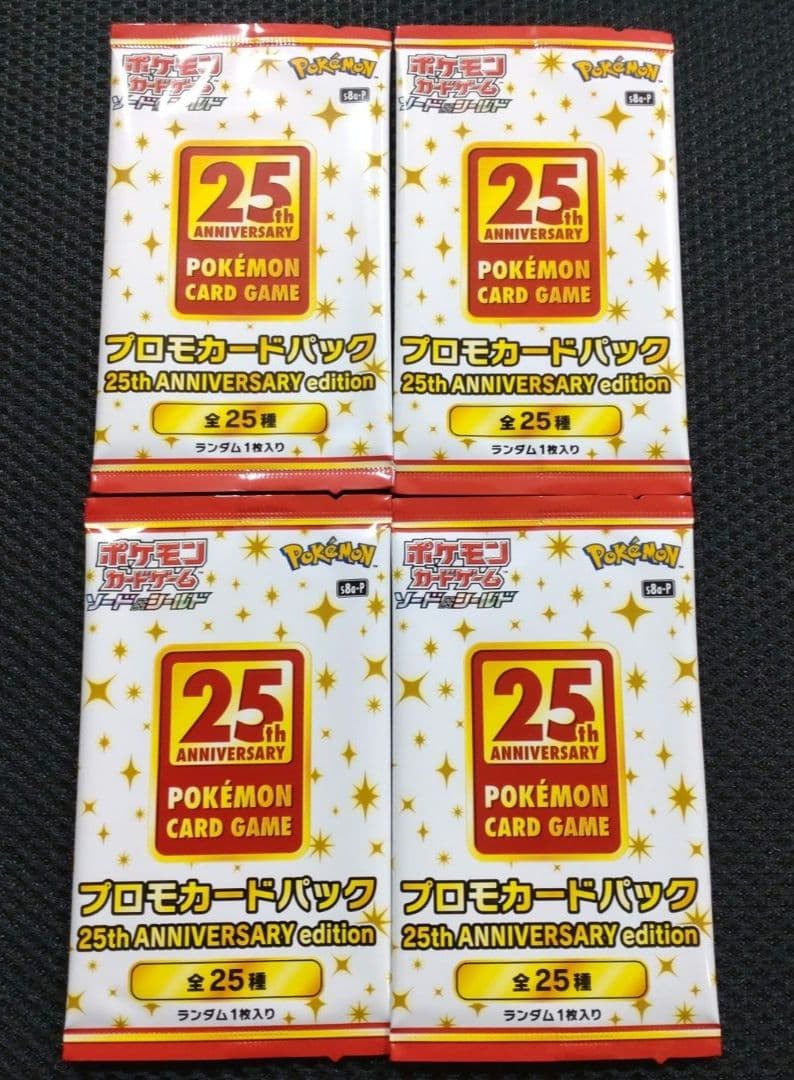 ポケモン
カードゲーム
ソード&シールド
POKÉMON
s8a-P
25th
ANNIVERSARY
POKÉMON
CARD GAME
プロモカードパック
25th ANNIVERSARY edition
全25種
ランダム1枚入り
ポケモン
カードゲーム
ソード&シールド
POKÉMON
s8a-P
25th
ANNIVERSARY
POKÉMON
CARD GAME
プロモカードパック
25th ANNIVERSARY edition
全25種
ランダム1枚入り
ポケモン
カードゲーム
ソード&シールド
POKÉMON
s8a-P
25th
ANNIVERSARY
POKÉMON
CARD GAME
プロモカードパック
25th ANNIVERSARY edition
全25種
ランダム1枚入り
ポケモン
カードゲーム
ソード&シールド
POKÉMON
s8a-P
25th
ANNIVERSARY
POKÉMON
CARD GAME
プロモカードパック
25th ANNIVERSARY edition
全25種
ランダム1枚入り